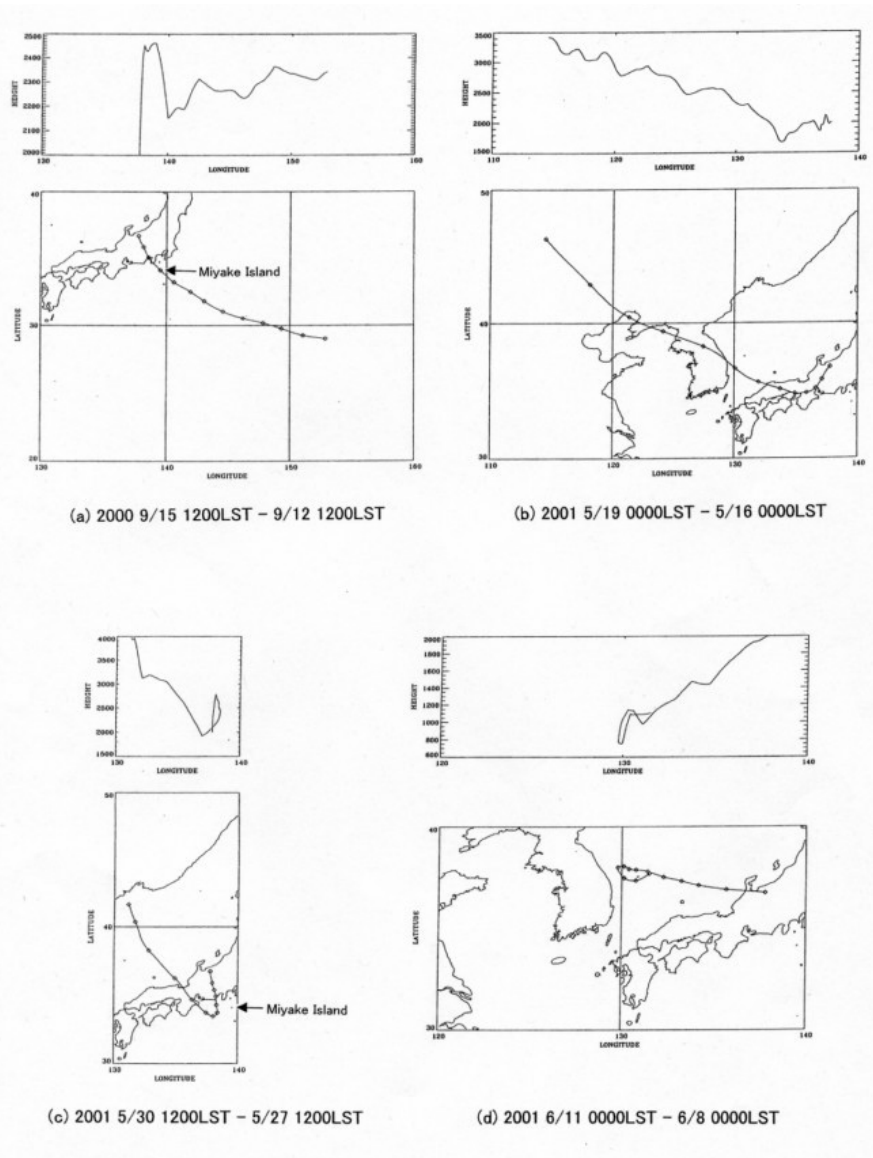 2500
2400
2300
2200
2100
2000
HEIGHT
130
140
150
160
LONGITUDE
40
30
20
LATITUDE
Miyake Island
130
140
150
160
LONGITUDE
(a) 2000 9/15 1200LST – 9/12 1200LST
3500
3000
2500
2000
1500
HEIGHT
110
120
130
140
LONGITUDE
50
40
30
LATITUDE
110
120
130
140
LONGITUDE
(b) 2001 5/19 0000LST – 5/16 0000LST
4000
3500
3000
2500
2000
1500
HEIGHT
130
140
LONGITUDE
50
40
30
LATITUDE
Miyake Island
130
140
LONGITUDE
(c) 2001 5/30 1200LST – 5/27 1200LST
2000
1800
1600
1400
1200
1000
800
600
HEIGHT
120
130
140
LONGITUDE
40
30
LATITUDE
120
130
140
LONGITUDE
(d) 2001 6/11 0000LST – 6/8 0000LST